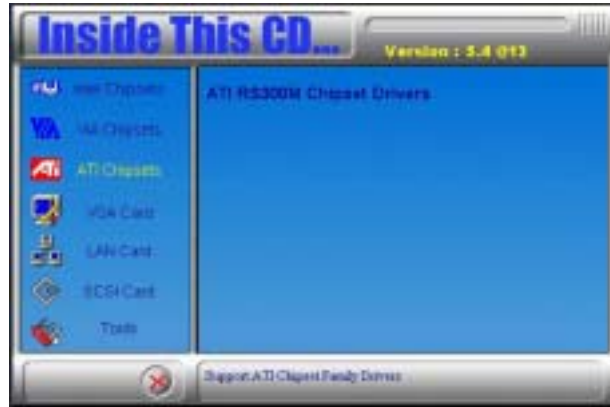 Inside This CD...
Version : 5.4 @13
Intel Chipsets
VIA Chipsets
ATI Chipsets
VGA Card
LAN Card
SCSI Card
Tools
ATI RS300M Chipset Drivers
Support ATI Chipset Family Drivers